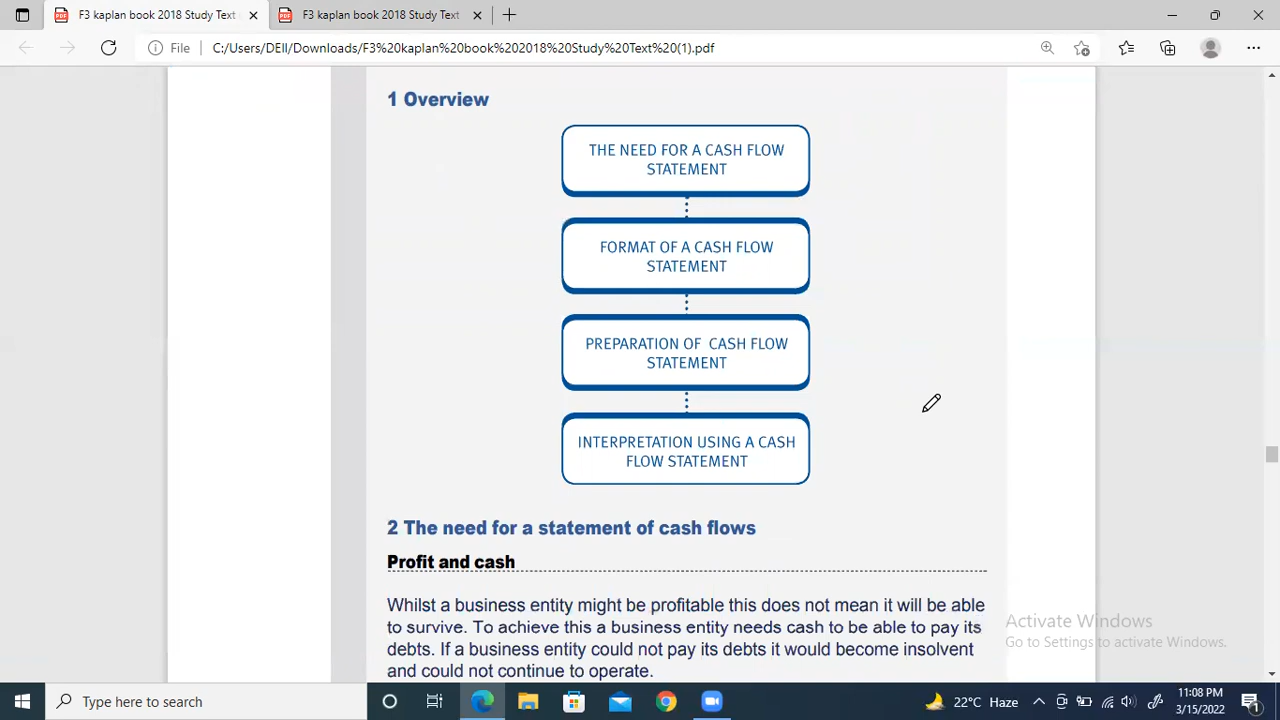 F3 kaplan book 2018 Study Text
F3 kaplan book 2018 Study Text
File
C:/Users/DEll/Downloads/F3%20kaplan%20book%202018%20Study%20Text%20(1).pdf
1 Overview
THE NEED FOR A CASH FLOW
STATEMENT
FORMAT OF A CASH FLOW
STATEMENT
PREPARATION OF CASH FLOW
STATEMENT
INTERPRETATION USING A CASH
FLOW STATEMENT
2 The need for a statement of cash flows
Profit and cash
Whilst a business entity might be profitable this does not mean it will be able
to survive. To achieve this a business entity needs cash to be able to pay its
debts. If a business entity could not pay its debts it would become insolvent
and could not continue to operate.
Activate Windows
Go to Settings to activate Windows.
Type here to search
22°C Haze
11:08 PM
3/15/2022
1